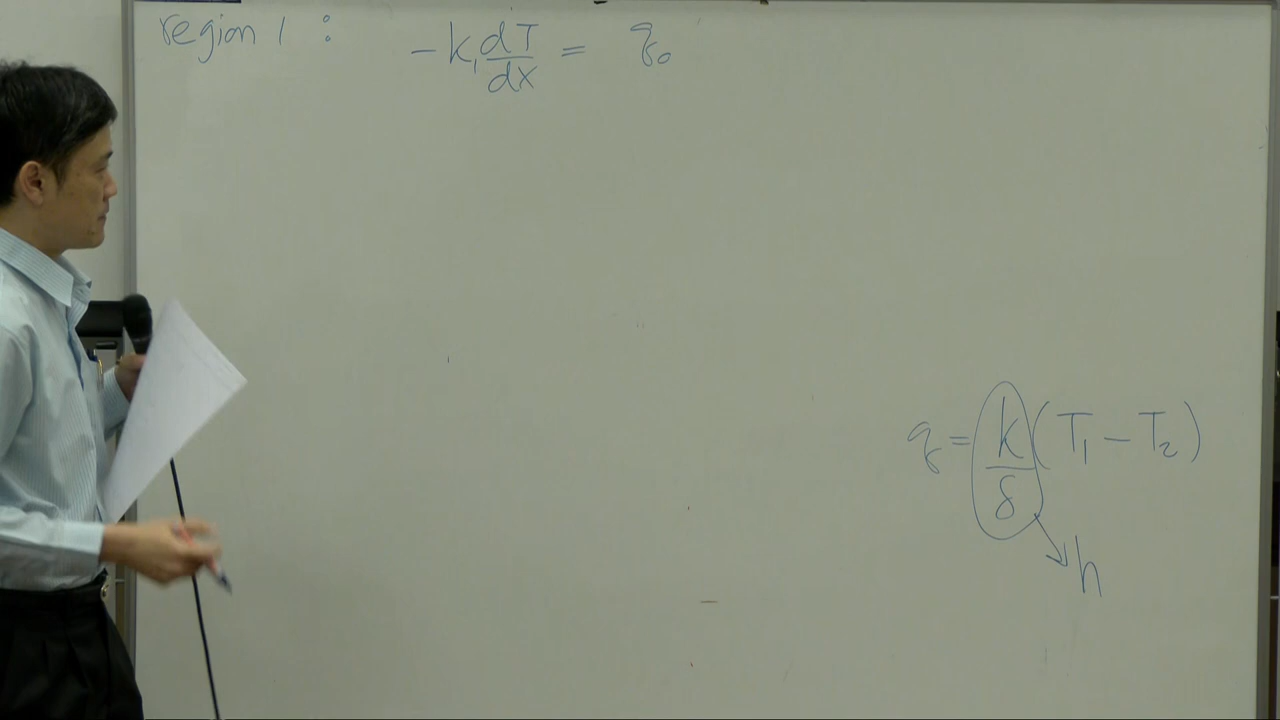 region 1 : -k₁ dT/dx = q₀
q = k/δ (T₁ - T₂)
h